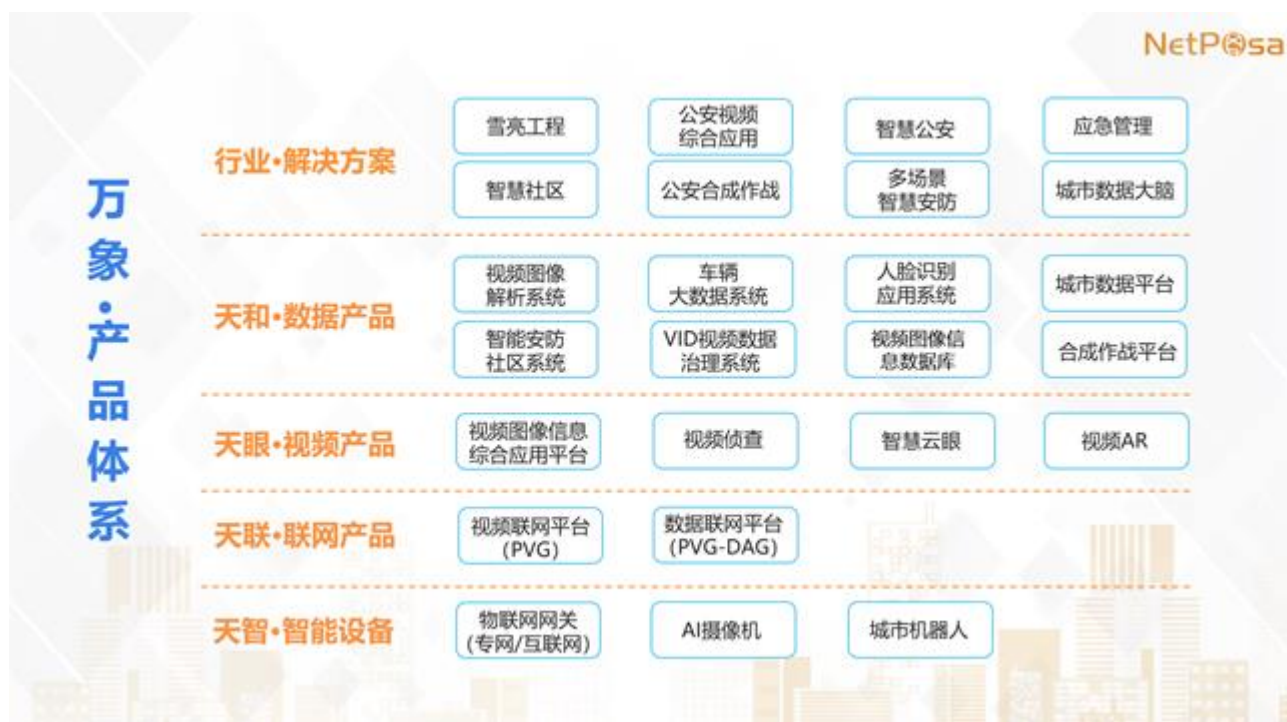 NetPosa
万象·产品体系
行业·解决方案
雪亮工程
公安视频
综合应用
智慧公安
应急管理
智慧社区
公安合成作战
多场景
智慧安防
城市数据大脑
天和·数据产品
视频图像
解析系统
车辆
大数据系统
人脸识别
应用系统
城市数据平台
智能安防
社区系统
VID视频数据
治理系统
视频图像信
息数据库
合成作战平台
天眼·视频产品
视频图像信息
综合应用平台
视频侦查
智慧云眼
视频AR
天联·联网产品
视频联网平台
(PVG)
数据联网平台
(PVG-DAG)
天智·智能设备
物联网网关
(专网/互联网)
AI摄像机
城市机器人